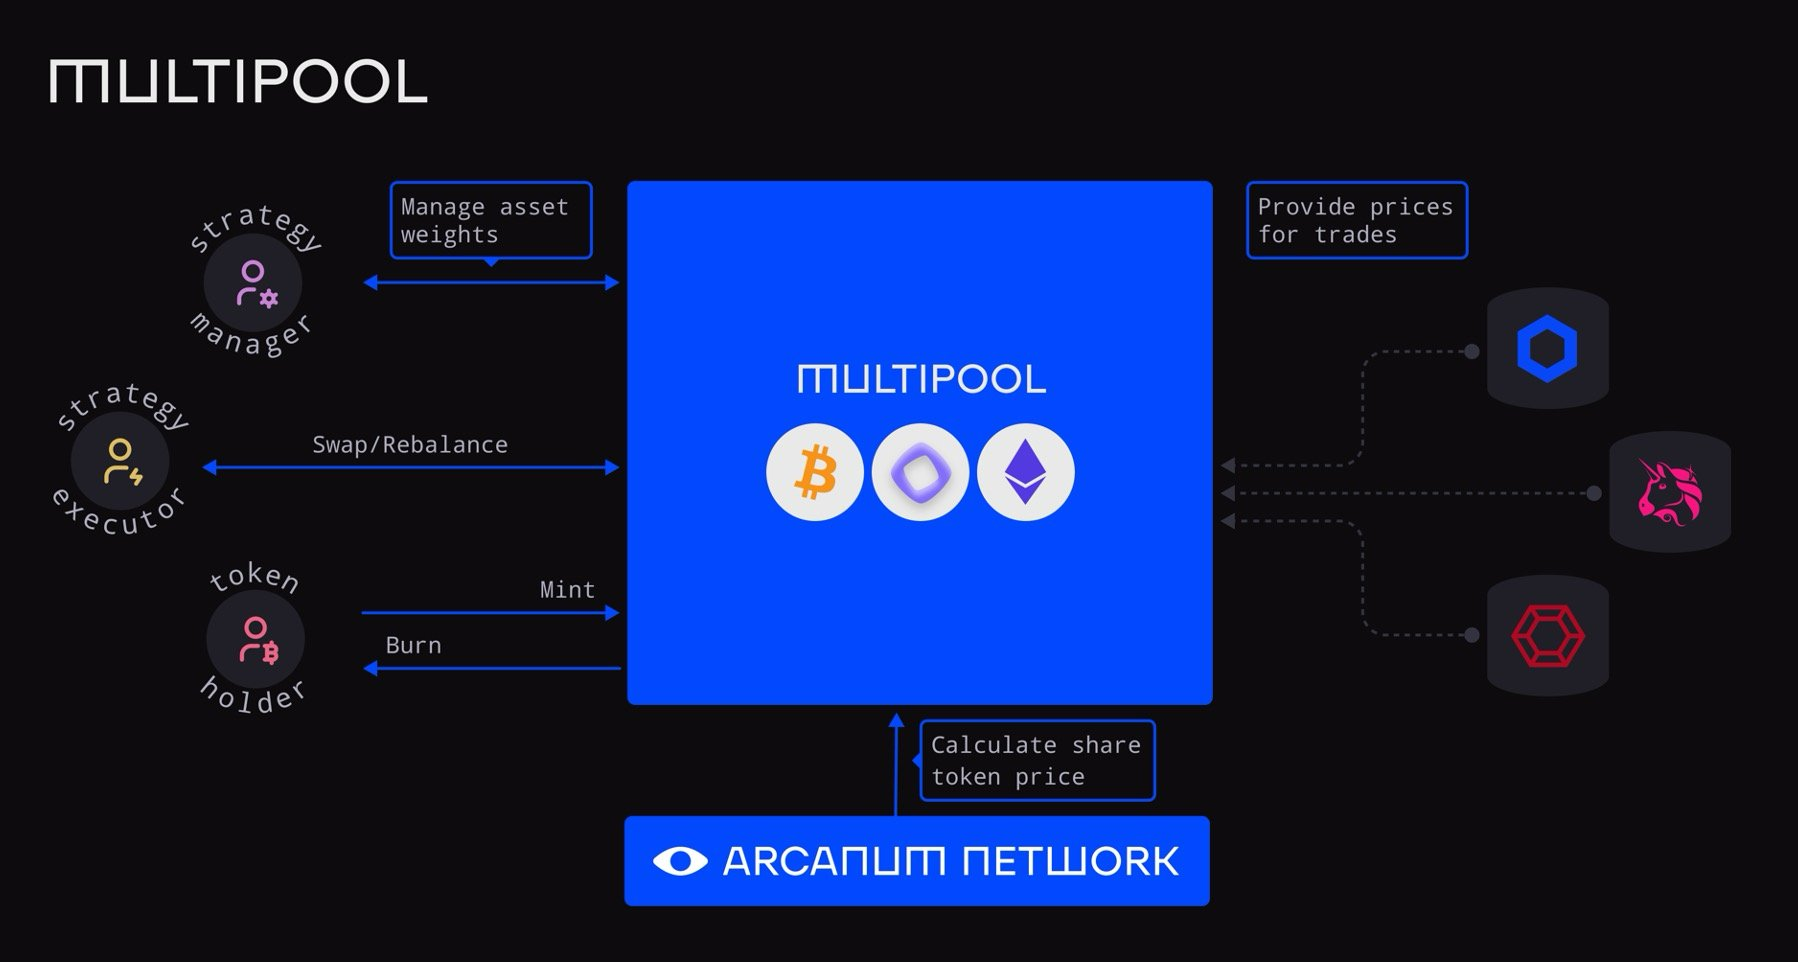 MULTIPOOL
strategy
manager
Manage asset
weights
Provide prices
for trades
strategy
executor
Swap/Rebalance
MULTIPOOL
token
holder
Mint
Burn
Calculate share
token price
ARCANUM NETWORK